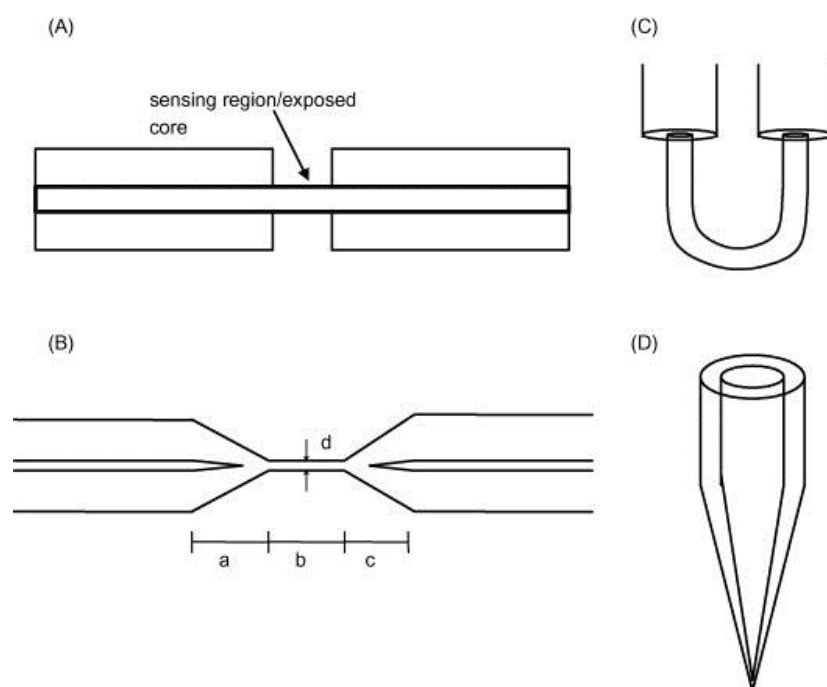 (A)
(C)
sensing region/exposed
core
(B)
(D)
d
a
b
c